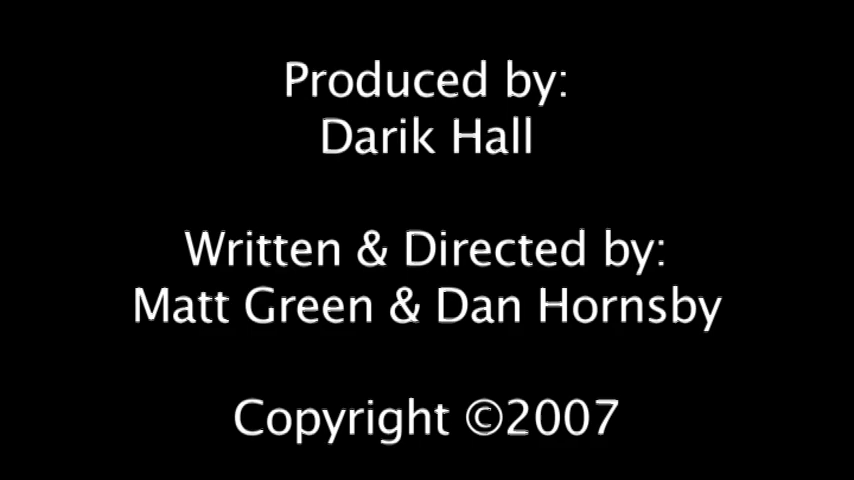 Produced by:
Darik Hall
Written & Directed by:
Matt Green & Dan Hornsby
Copyright ©2007